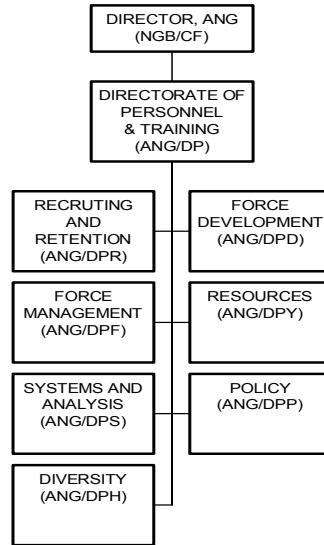 DIRECTOR, ANG
(NGB/CF)
DIRECTORATE OF
PERSONNEL
& TRAINING
(ANG/DP)
RECRUTING
AND
RETENTION
(ANG/DPR)
FORCE
DEVELOPMENT
(ANG/DPD)
FORCE
MANAGEMENT
(ANG/DPF)
RESOURCES
(ANG/DPY)
SYSTEMS AND
ANALYSIS
(ANG/DPS)
POLICY
(ANG/DPP)
DIVERSITY
(ANG/DPH)